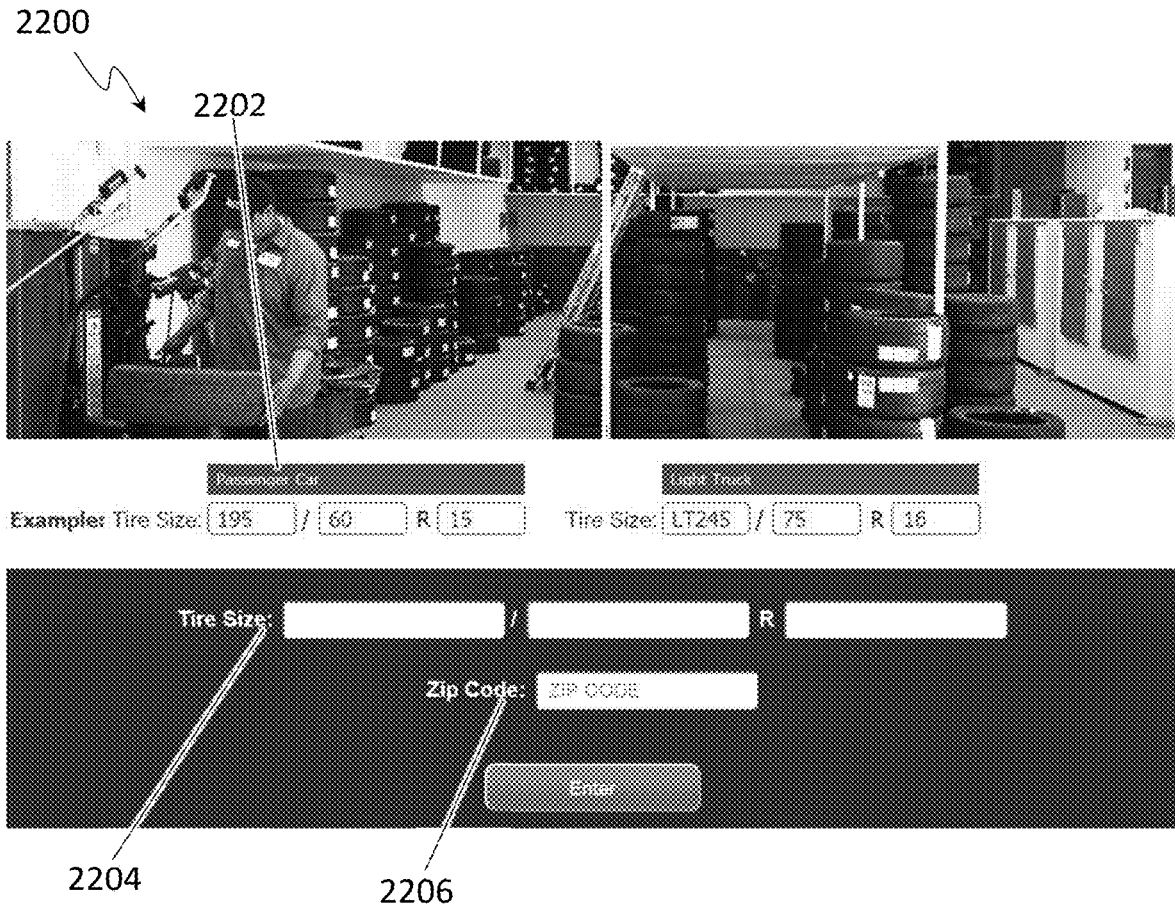 2200
2202
Passenger Car Light Truck
Example: Tire Size: 195 / 60 R 15 Tire Size: LT245 / 75 R 16
Tire Size: / R
Zip Code: ZIP CODE
Enter
2204 2206